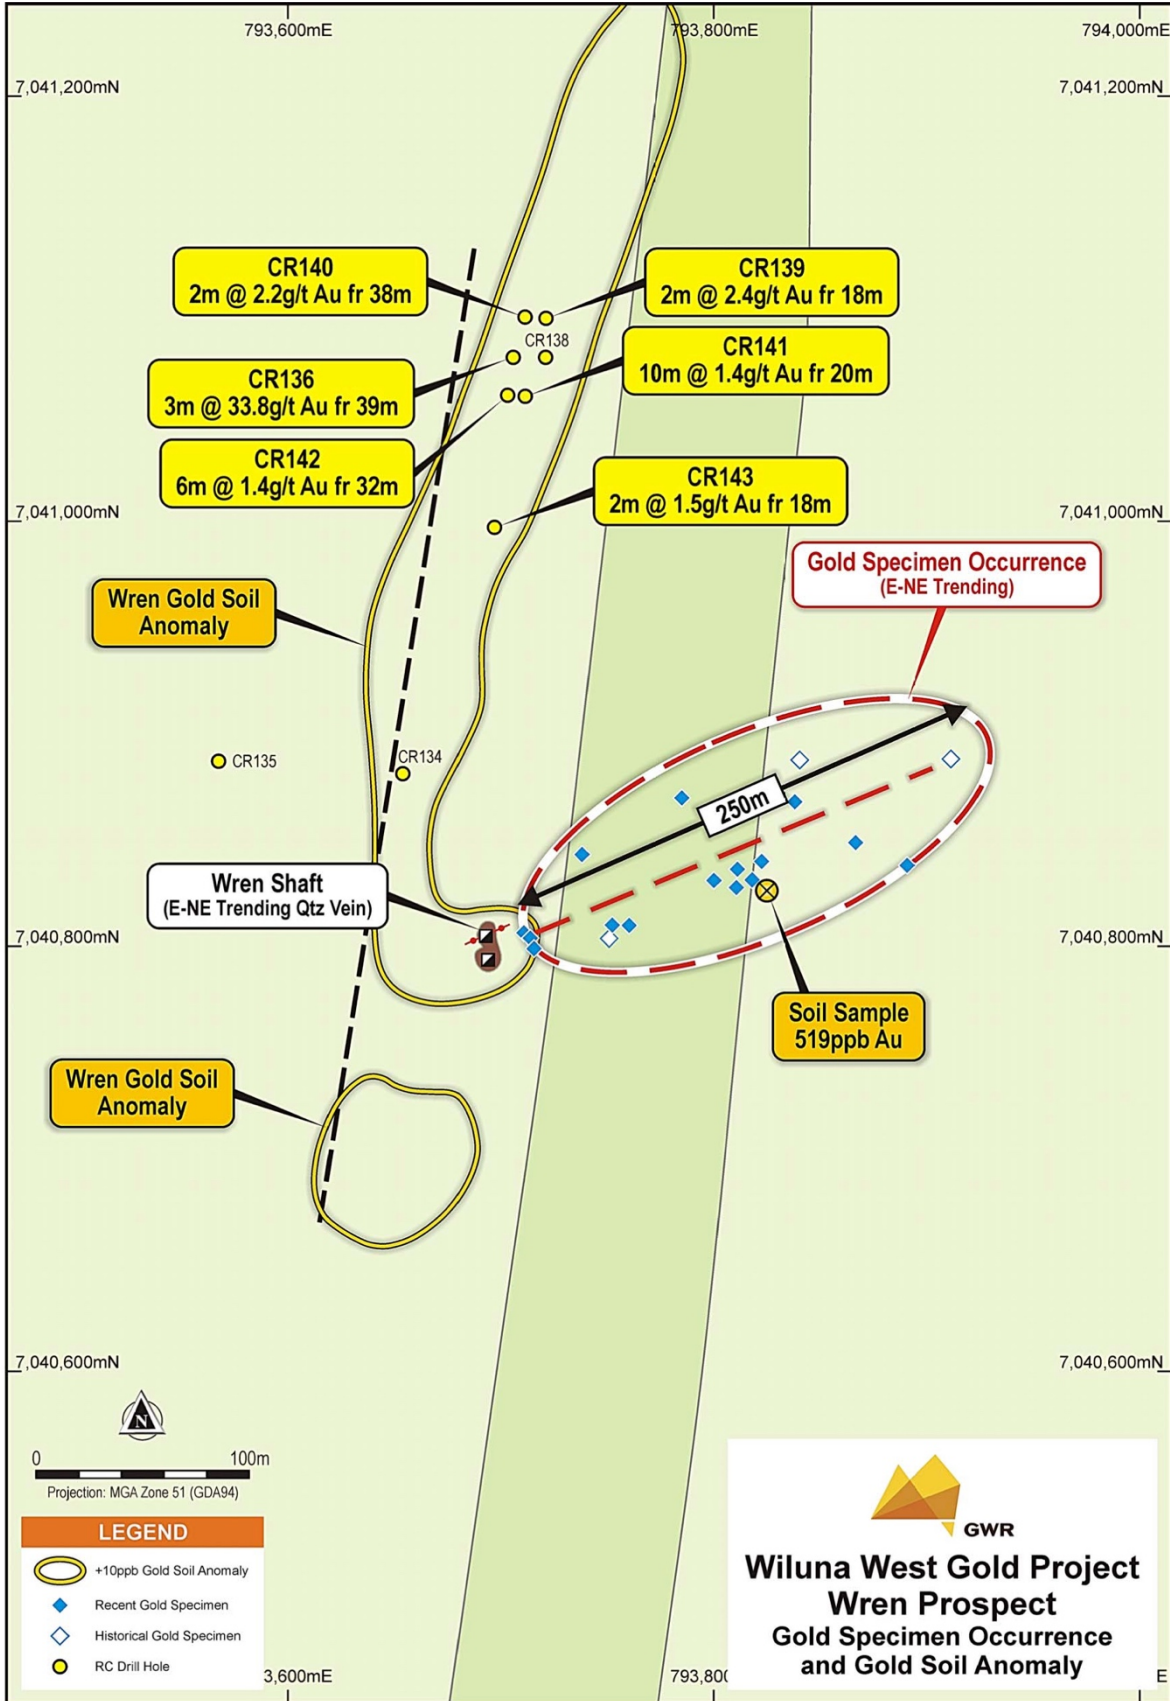 793,600mE
793,800mE
794,000mE
7,041,200mN
7,041,200mN
CR140
2m @ 2.2g/t Au fr 38m
CR139
2m @ 2.4g/t Au fr 18m
CR138
CR136
3m @ 33.8g/t Au fr 39m
CR141
10m @ 1.4g/t Au fr 20m
CR142
6m @ 1.4g/t Au fr 32m
CR143
2m @ 1.5g/t Au fr 18m
7,041,000mN
7,041,000mN
Gold Specimen Occurrence
(E-NE Trending)
Wren Gold Soil
Anomaly
CR135
CR134
250m
Wren Shaft
(E-NE Trending Qtz Vein)
7,040,800mN
7,040,800mN
Soil Sample
519ppb Au
Wren Gold Soil
Anomaly
7,040,600mN
7,040,600mN
N
0 100m
Projection: MGA Zone 51 (GDA94)
LEGEND
+10ppb Gold Soil Anomaly
Recent Gold Specimen
Historical Gold Specimen
RC Drill Hole
3,600mE
793,800
E
GWR
Wiluna West Gold Project
Wren Prospect
Gold Specimen Occurrence
and Gold Soil Anomaly